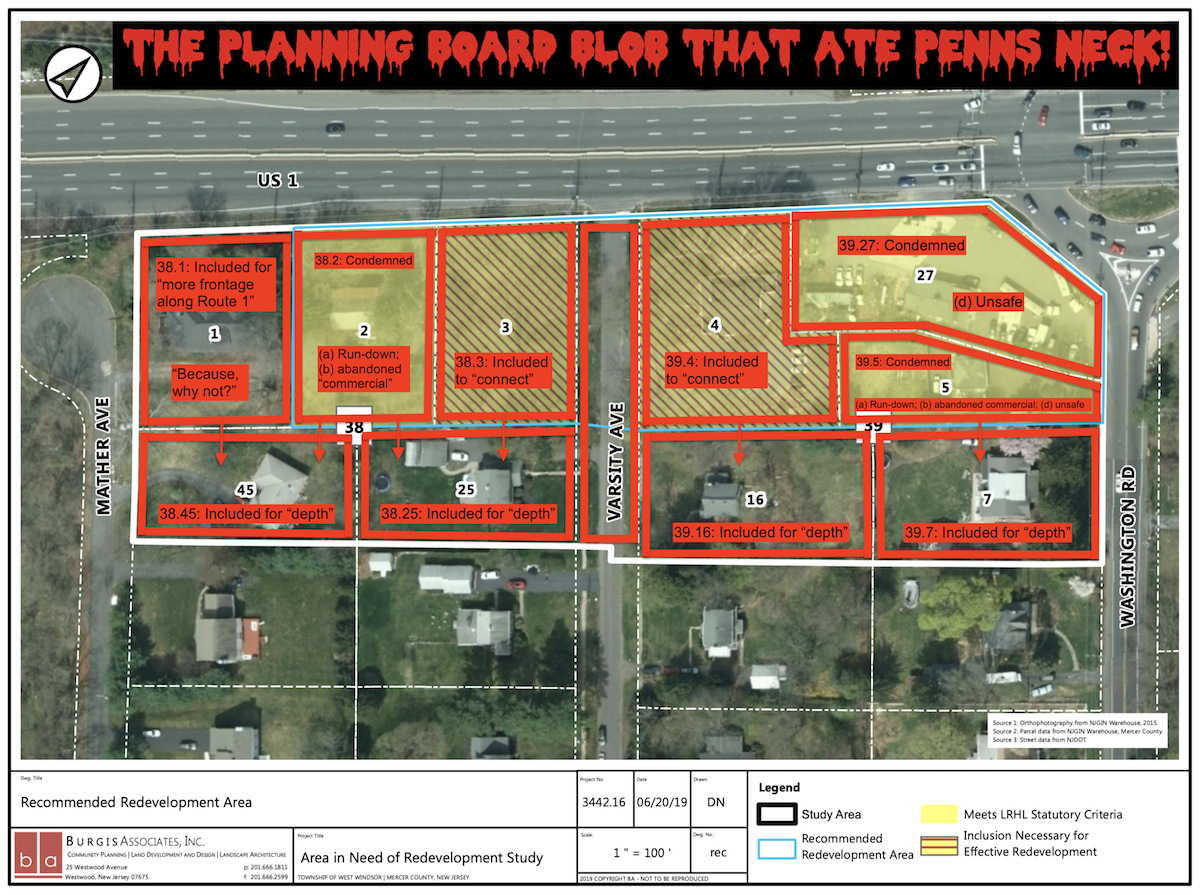 THE PLANNING BOARD BLOB THAT ATE PENNS NECK!
US 1
38.1: Included for
“more frontage
along Route 1”
1
“Because,
why not?”
38.2: Condemned
2
(a) Run-down;
(b) abandoned
“commercial”
3
38.3: Included
to “connect”
4
39.4: Included
to “connect”
39.27: Condemned
27
(d) Unsafe
39.5: Condemned
5
(a) Run-down; (b) abandoned commercial; (d) unsafe
38
39
MATHER AVE
VARSITY AVE
WASHINGTON RD
45
38.45: Included for “depth”
25
38.25: Included for “depth”
16
39.16: Included for “depth”
7
39.7: Included for “depth”
Source 1: Orthophotography from NJGIN Warehouse, 2015.
Source 2: Parcel data from NJGIN Warehouse, Mercer County.
Source 3: Street data from NJDOT.
Dwg. Title
Recommended Redevelopment Area
Project No.
3442.16
Date
06/20/19
Drawn
DN
ba
BURGIS ASSOCIATES, INC.
COMMUNITY PLANNING | LAND DEVELOPMENT AND DESIGN | LANDSCAPE ARCHITECTURE
25 Westwood Avenue
Westwood, New Jersey 07675
p: 201.666.1811
f: 201.666.2599
Project Title
Area in Need of Redevelopment Study
TOWNSHIP OF WEST WINDSOR | MERCER COUNTY, NEW JERSEY
Scale:
1 " = 100 '
Dwg. No.:
rec
2019 COPYRIGHT BA - NOT TO BE REPRODUCED
Legend
Study Area
Recommended
Redevelopment Area
Meets LRHL Statutory Criteria
Inclusion Necessary for
Effective Redevelopment